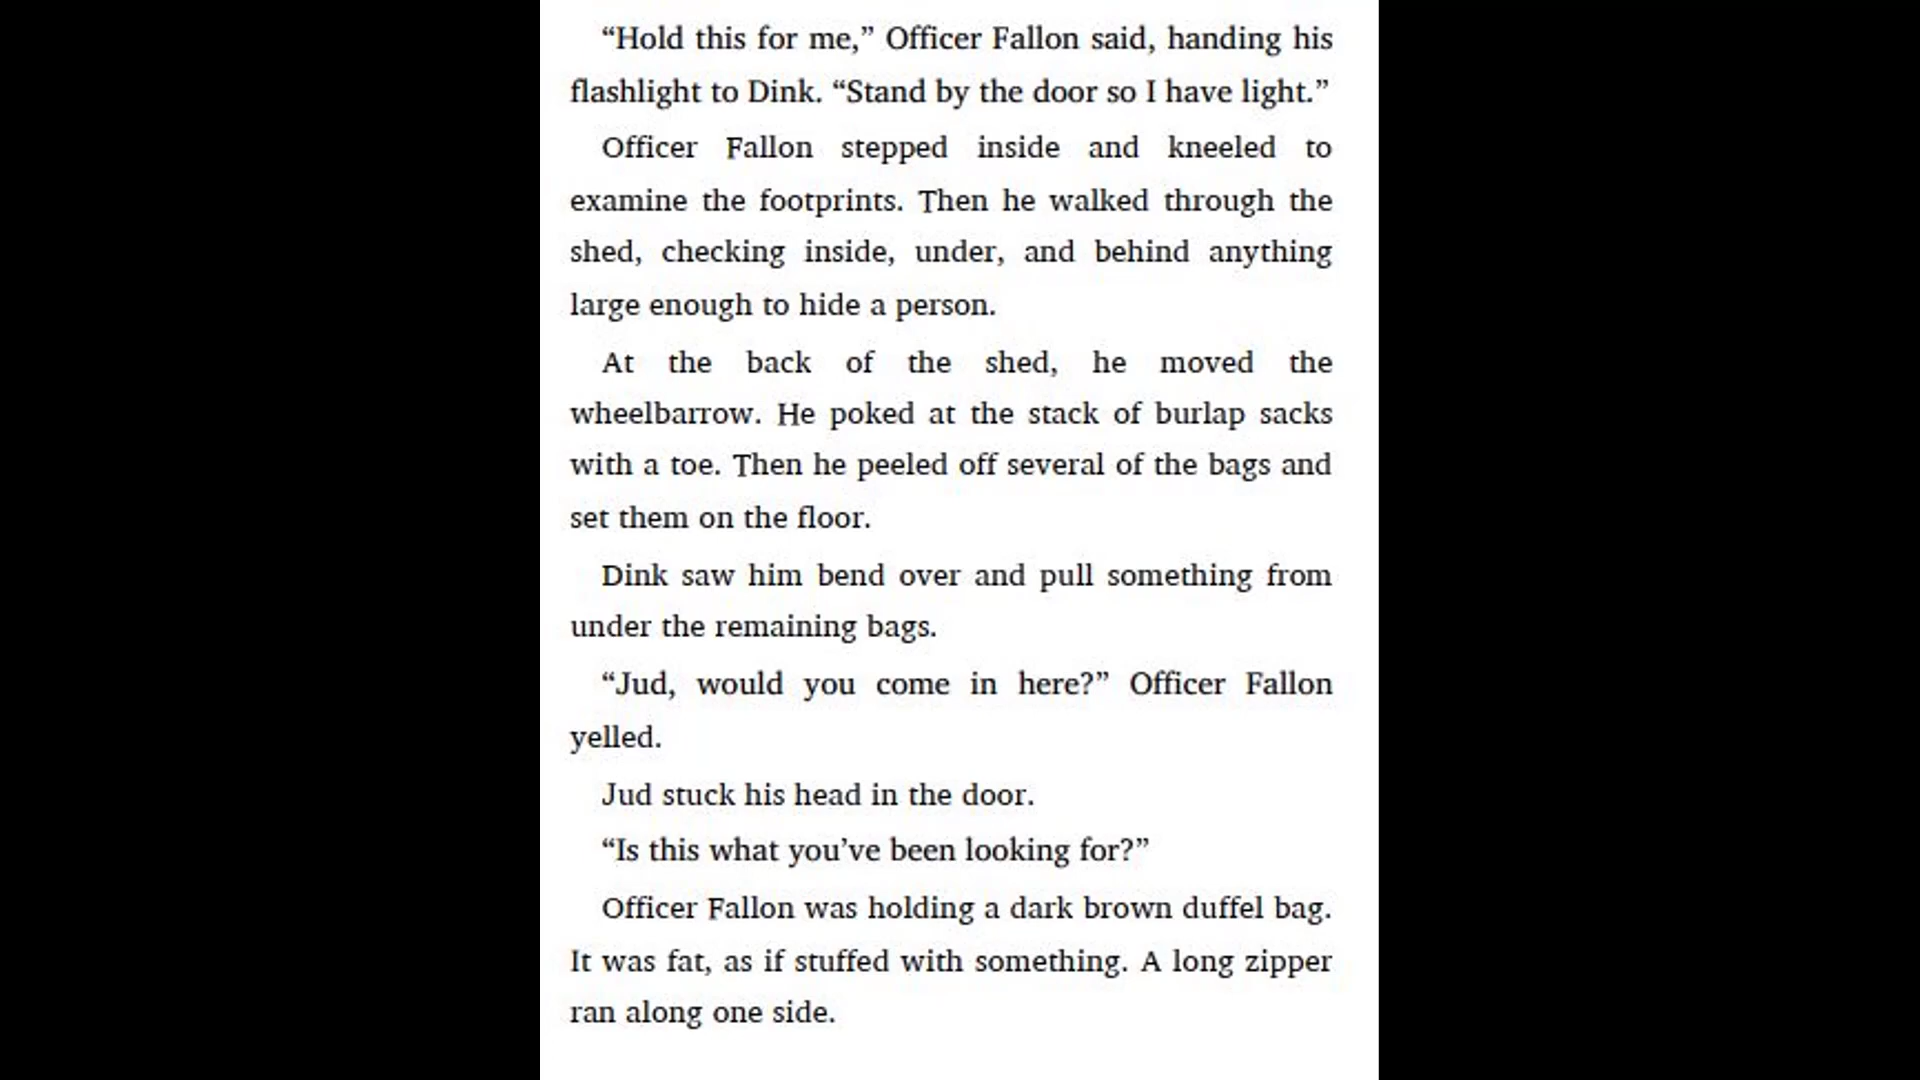 “Hold this for me,” Officer Fallon said, handing his
flashlight to Dink. “Stand by the door so I have light.”
Officer Fallon stepped inside and kneeled to
examine the footprints. Then he walked through the
shed, checking inside, under, and behind anything
large enough to hide a person.
At the back of the shed, he moved the
wheelbarrow. He poked at the stack of burlap sacks
with a toe. Then he peeled off several of the bags and
set them on the floor.
Dink saw him bend over and pull something from
under the remaining bags.
“Jud, would you come in here?” Officer Fallon
yelled.
Jud stuck his head in the door.
“Is this what you’ve been looking for?”
Officer Fallon was holding a dark brown duffel bag.
It was fat, as if stuffed with something. A long zipper
ran along one side.